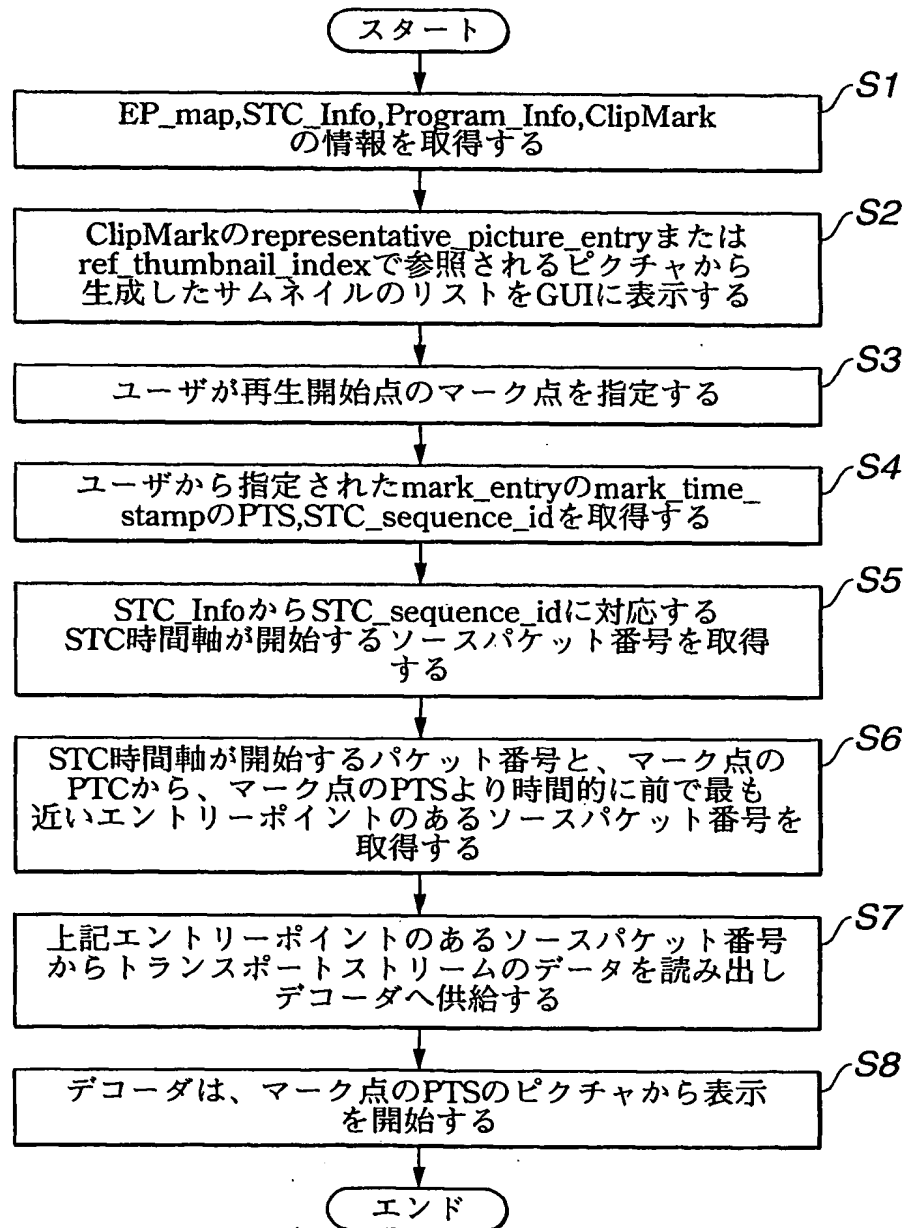 スタート
S1
EP_map,STC_Info,Program_Info,ClipMark
の情報を取得する
S2
ClipMarkのrepresentative_picture_entryまたは
ref_thumbnail_indexで参照されるピクチャから
生成したサムネイルのリストをGUIに表示する
S3
ユーザが再生開始点のマーク点を指定する
S4
ユーザから指定されたmark_entryのmark_time_
stampのPTS,STC_sequence_idを取得する
S5
STC_InfoからSTC_sequence_idに対応する
STC時間軸が開始するソースパケット番号を取得
する
S6
STC時間軸が開始するパケット番号と、マーク点の
PTCから、マーク点のPTSより時間的に前で最も
近いエントリーポイントのあるソースパケット番号を
取得する
S7
上記エントリーポイントのあるソースパケット番号
からトランスポートストリームのデータを読み出し
デコーダへ供給する
S8
デコーダは、マーク点のPTSのピクチャから表示
を開始する
エンド